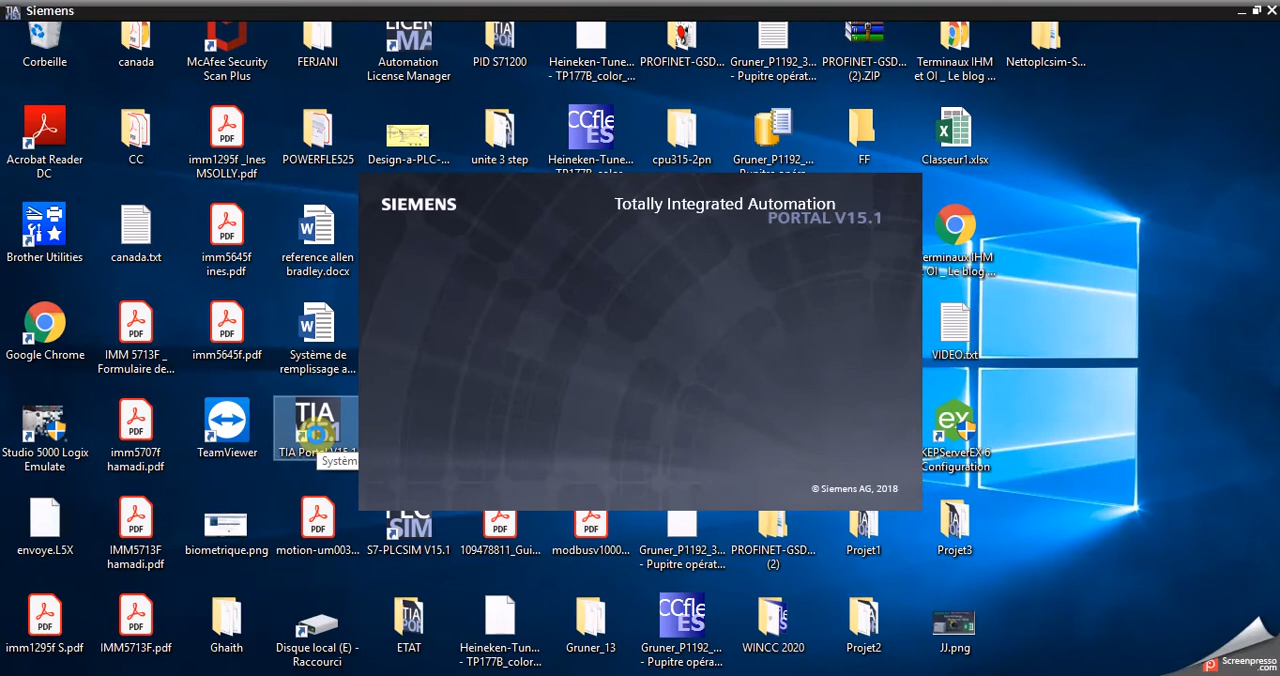 Siemens
Corbeille
canada
McAfee Security
Scan Plus
FERJANI
Automation
License Manager
PID S71200
Heineken-Tune...
- TP177B_color_...
PROFINET-GSD...
Gruner_P1192_3...
- Pupitre opérat...
PROFINET-GSD...
(2).ZIP
Terminaux IHM
et OI _ Le blog ...
Nettoplcsim-S...
Acrobat Reader
DC
CC
imm1295f _Ines
MSOLLY.pdf
POWERFLE525
Design-a-PLC-...
unite 3 step
Heineken-Tune...
cpu315-2pn
Gruner_P1192_...
FF
Classeur1.xlsx
SIEMENS
Totally Integrated Automation
PORTAL V15.1
Brother Utilities
canada.txt
imm5645f
ines.pdf
reference allen
bradley.docx
Terminaux IHM
et OI _ Le blog ...
Google Chrome
IMM 5713F _
Formulaire de...
imm5645f.pdf
Système de
remplissage a...
VIDEO.txt
Studio 5000 Logix
Emulate
imm5707f
hamadi.pdf
TeamViewer
TIA Portal V15.1
Systèm
KEPServerEX 6
Configuration
© Siemens AG, 2018
envoye.L5X
IMM5713F
hamadi.pdf
biometrique.png
motion-um003...
S7-PLCSIM V15.1
109478811_Gui...
modbusv1000...
Gruner_P1192_3...
- Pupitre opérat...
PROFINET-GSD...
(2)
Projet1
Projet3
imm1295f S.pdf
IMM5713F.pdf
Ghaith
Disque local (E) -
Raccourci
ETAT
Heineken-Tun...
- TP177B_color...
Gruner_13
Gruner_P1192_...
- Pupitre opéra...
WINCC 2020
Projet2
JJ.png
Screenpresso
.com